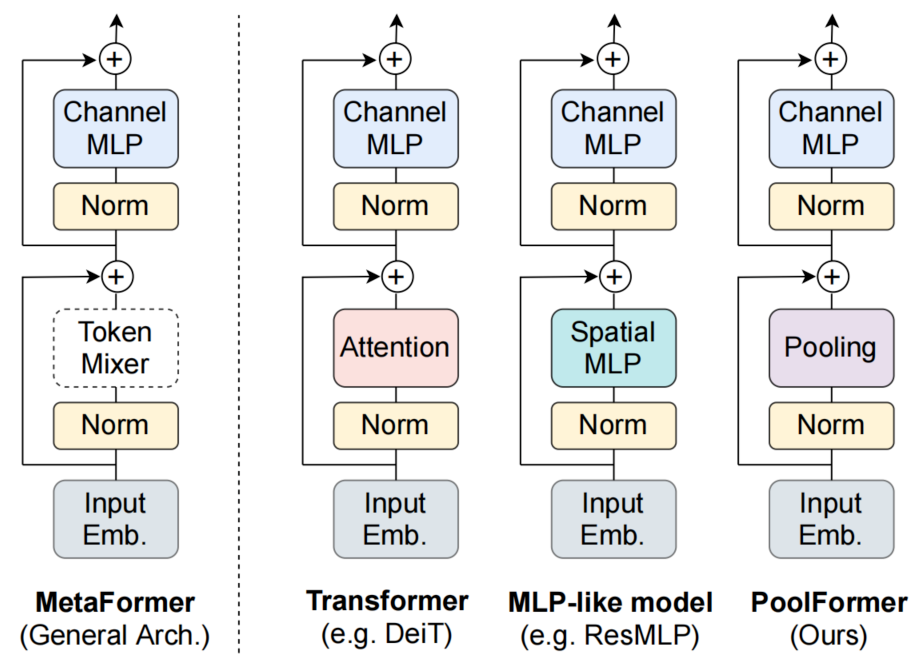 +
Channel
MLP
Norm
+
Token
Mixer
Norm
Input
Emb.
MetaFormer
(General Arch.)
+
Channel
MLP
Norm
+
Attention
Norm
Input
Emb.
Transformer
(e.g. DeiT)
+
Channel
MLP
Norm
+
Spatial
MLP
Norm
Input
Emb.
MLP-like model
(e.g. ResMLP)
+
Channel
MLP
Norm
+
Pooling
Norm
Input
Emb.
PoolFormer
(Ours)